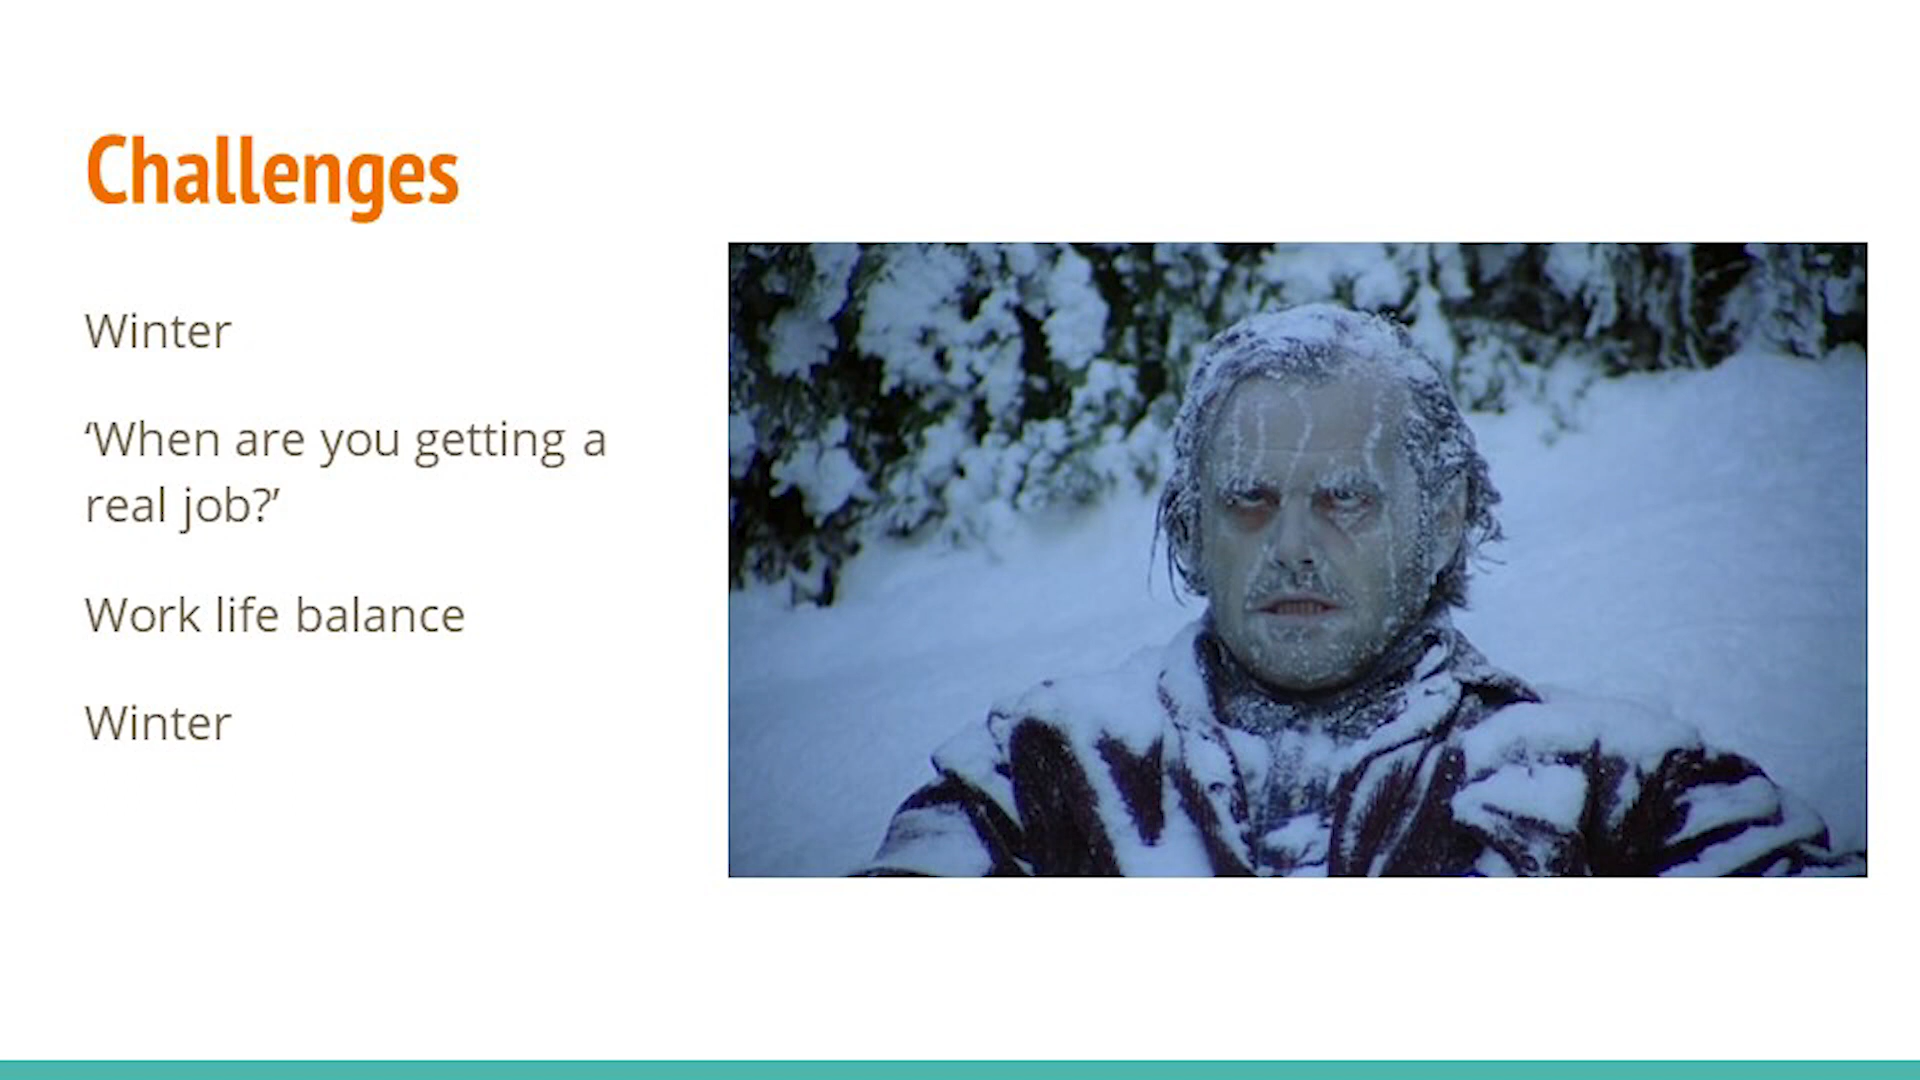 Challenges
Winter
‘When are you getting a
real job?’
Work life balance
Winter